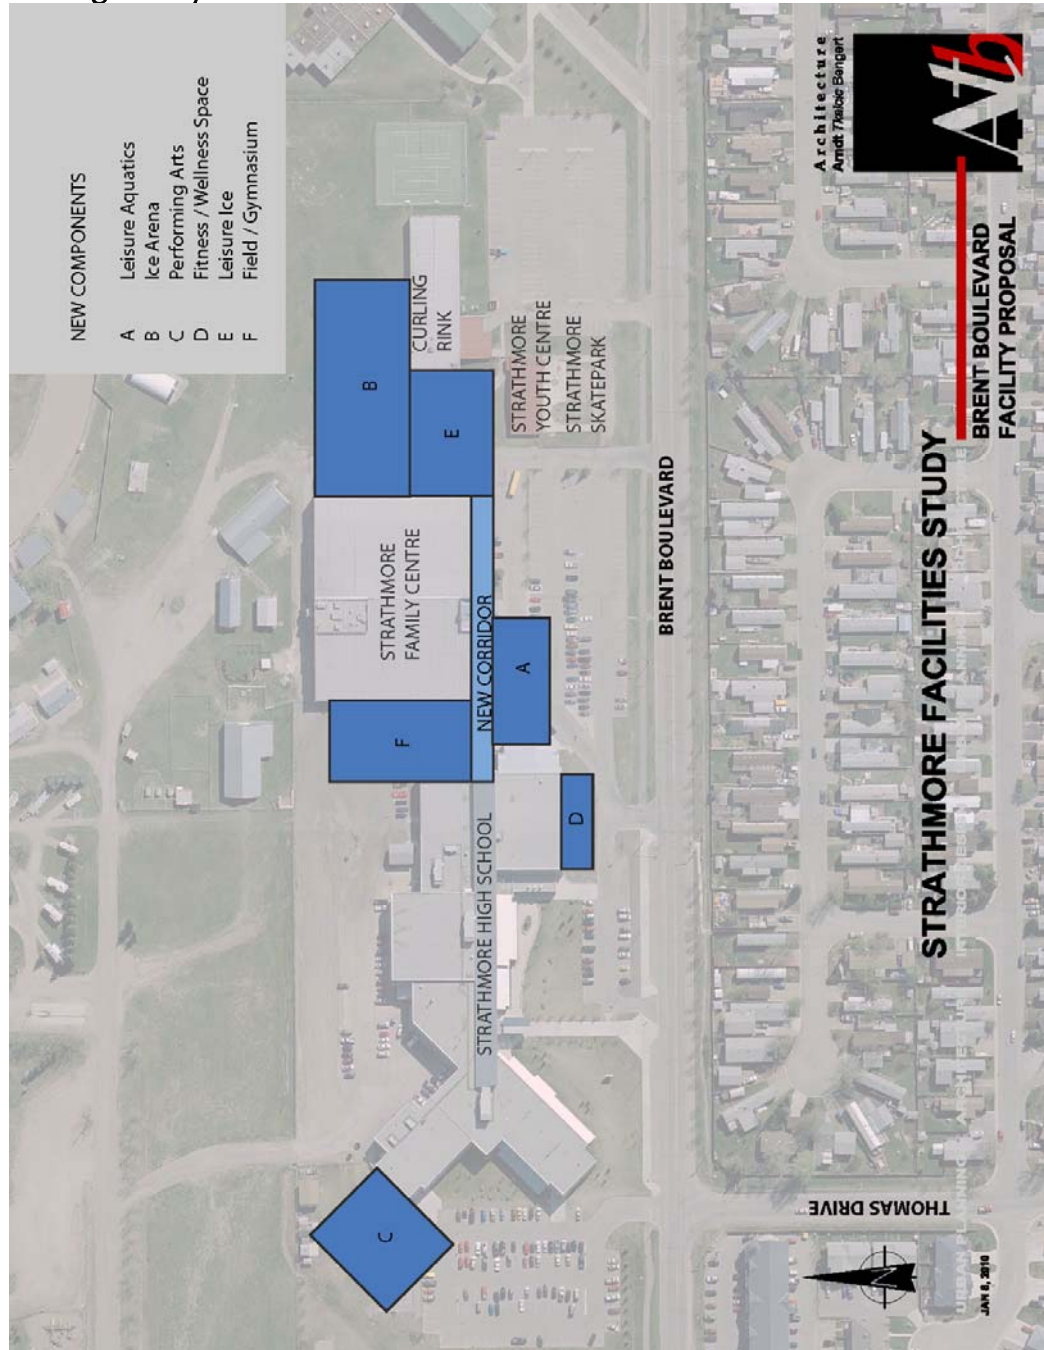 NEW COMPONENTS
A Leisure Aquatics
B Ice Arena
C Performing Arts
D Fitness / Wellness Space
E Leisure Ice
F Field / Gymnasium
B
CURLING
RINK
E
STRATHMORE
YOUTH CENTRE
STRATHMORE
SKATEPARK
STRATHMORE
FAMILY CENTRE
NEW CORRIDOR
A
F
D
STRATHMORE HIGH SCHOOL
C
BRENT BOULEVARD
THOMAS DRIVE
N
JAN 8, 2010
STRATHMORE FACILITIES STUDY
BRENT BOULEVARD
FACILITY PROPOSAL
Architecture
Arndt Tkalcic Bengert
Atb